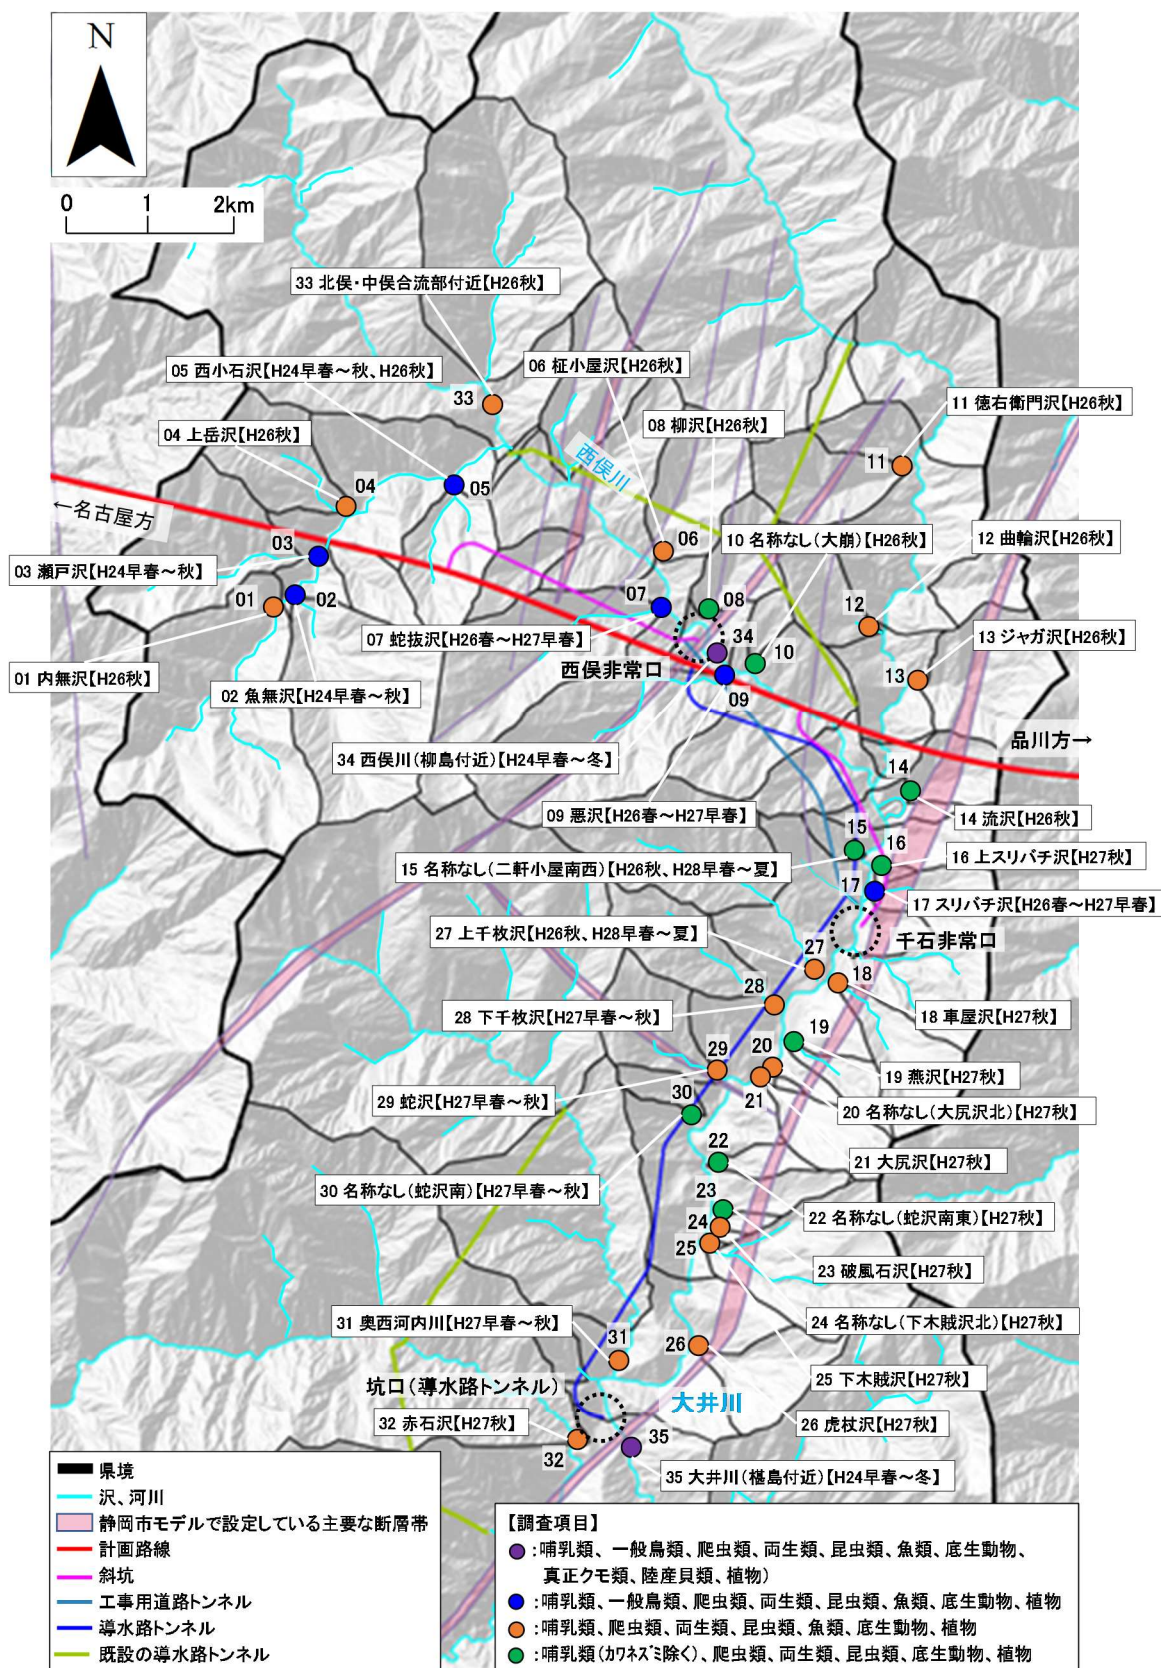 N
0 1 2km
33 北俣・中俣合流部付近【H26秋】
05 西小石沢【H24早春～秋、H26秋】
06 柾小屋沢【H26秋】
33
11 徳右衛門沢【H26秋】
04 上岳沢【H26秋】
08 柳沢【H26秋】
西俣川
11
04
05
←名古屋方
06
10 名称なし(大崩)【H26秋】
12 曲輪沢【H26秋】
03
03 瀬戸沢【H24早春～秋】
01
02
07
08
12
07 蛇抜沢【H26春～H27早春】
34
13 ジャガ沢【H26秋】
西俣非常口
10
13
01 内無沢【H26秋】
02 魚無沢【H24早春～秋】
09
品川方→
34 西俣川(柳島付近)【H24早春～冬】
14
09 悪沢【H26春～H27早春】
14 流沢【H26秋】
15
16
15 名称なし(二軒小屋南西)【H26秋、H28早春～夏】
16 上スリバチ沢【H27秋】
17
17 スリバチ沢【H26春～H27早春】
27 上千枚沢【H26秋、H28早春～夏】
千石非常口
27
18
28
28 下千枚沢【H27早春～秋】
18 車屋沢【H27秋】
19
29
20
19 燕沢【H27秋】
29 蛇沢【H27早春～秋】
30
21
20 名称なし(大尻沢北)【H27秋】
22
21 大尻沢【H27秋】
30 名称なし(蛇沢南)【H27早春～秋】
23
22 名称なし(蛇沢南東)【H27秋】
24
25
23 破風石沢【H27秋】
31 奥西河内川【H27早春～秋】
24 名称なし(下木賊沢北)【H27秋】
31
26
25 下木賊沢【H27秋】
坑口(導水路トンネル)
大井川
26 虎杖沢【H27秋】
32 赤石沢【H27秋】
32
35
35 大井川(椹島付近)【H24早春～冬】
県境
沢、河川
静岡市モデルで設定している主要な断層帯
計画路線
斜坑
工事用道路トンネル
導水路トンネル
既設の導水路トンネル
【調査項目】
:哺乳類、一般鳥類、爬虫類、両生類、昆虫類、魚類、底生動物、
真正クモ類、陸産貝類、植物)
:哺乳類、一般鳥類、爬虫類、両生類、昆虫類、魚類、底生動物、植物
:哺乳類、爬虫類、両生類、昆虫類、魚類、底生動物、植物
:哺乳類(カワネズミ除く)、爬虫類、両生類、昆虫類、底生動物、植物